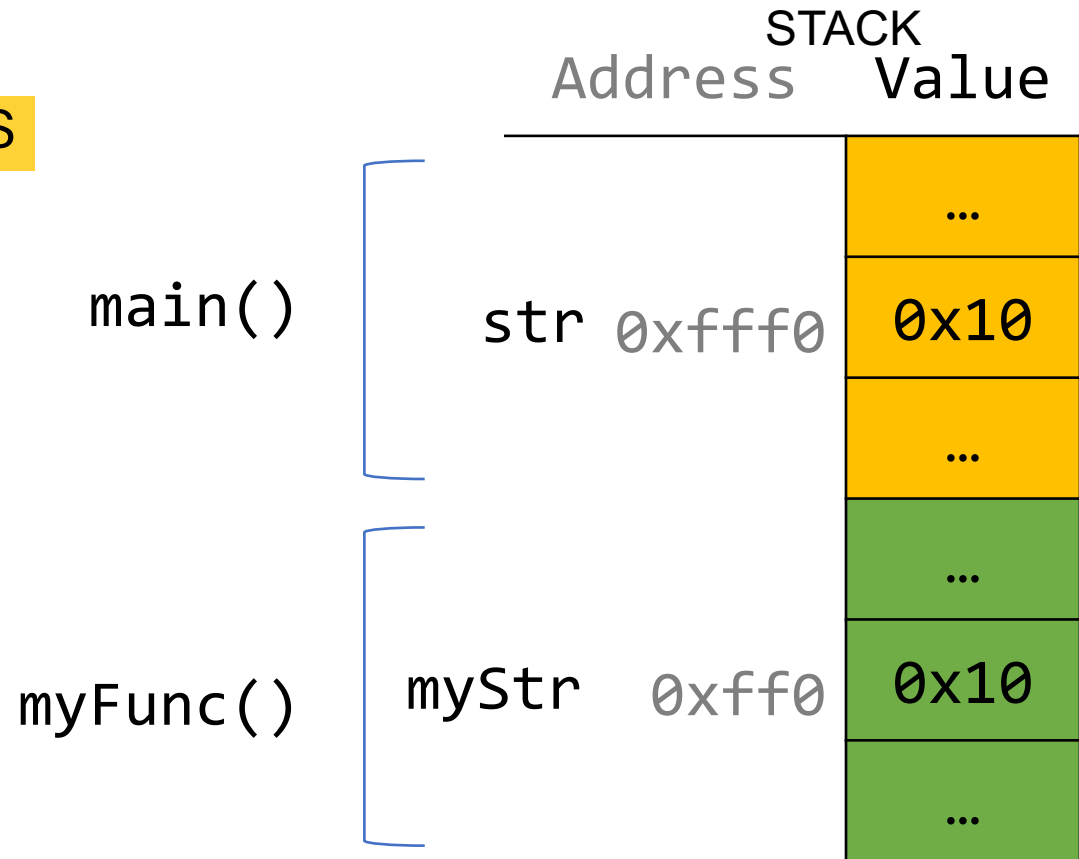 STACK
Address Value
S
…
main() str 0xfff0 0x10
…
…
myFunc() myStr 0xff0 0x10
…